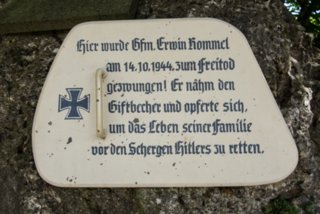 Hier wurde Gfm. Erwin Rommel
am 14.10.1944, zum Freitod
gezwungen! Er nahm den
Giftbecher und opferte sich,
um das Leben seiner Familie
vor den Schergen Hitlers zu retten.